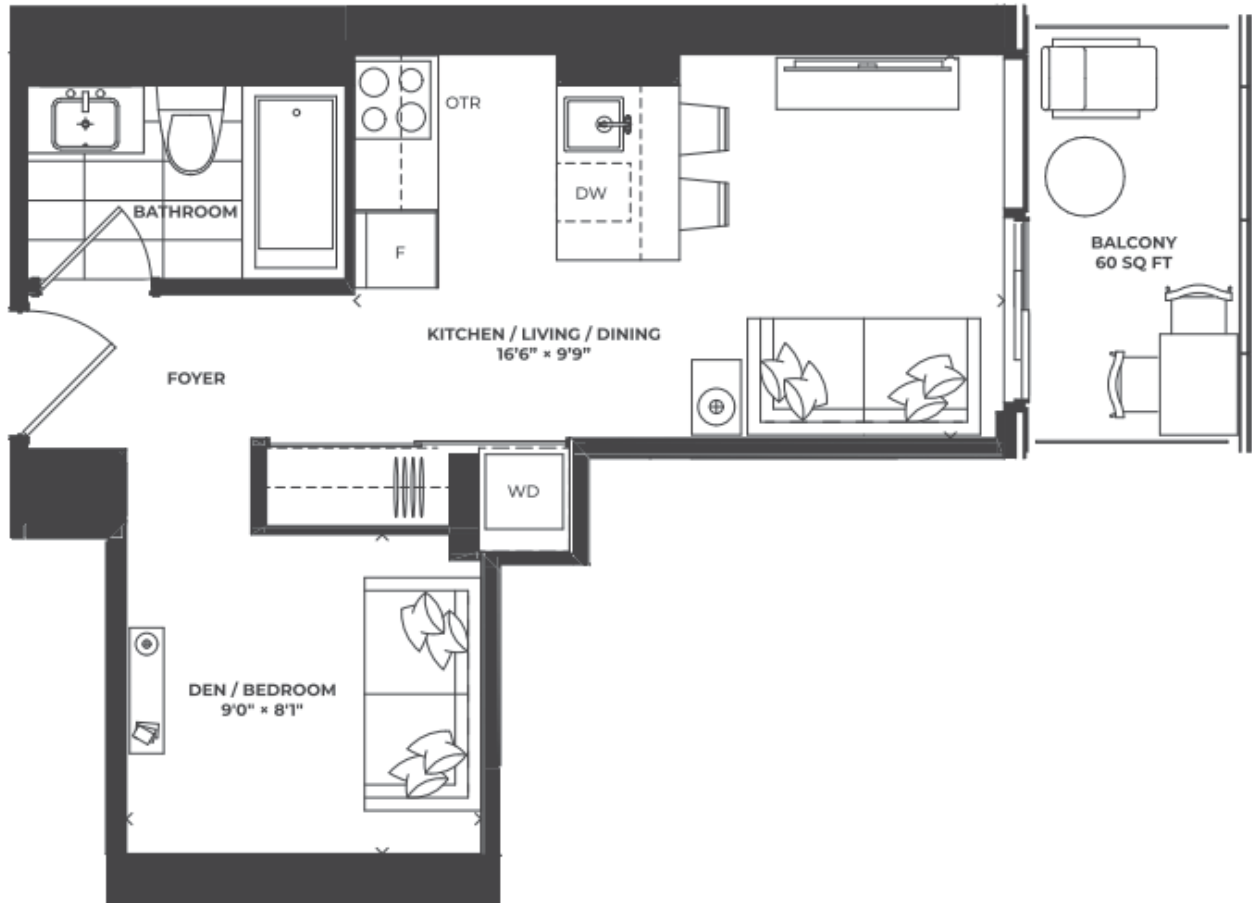 OTR
DW
BATHROOM
F
BALCONY
60 SQ FT
KITCHEN / LIVING / DINING
16'6” × 9'9”
FOYER
WD
DEN / BEDROOM
9'0" × 8'1"